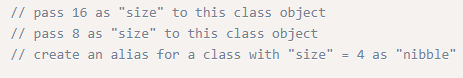 // pass 16 as "size" to this class object
// pass 8 as "size" to this class object
// create an alias for a class with "size" = 4 as "nibble"